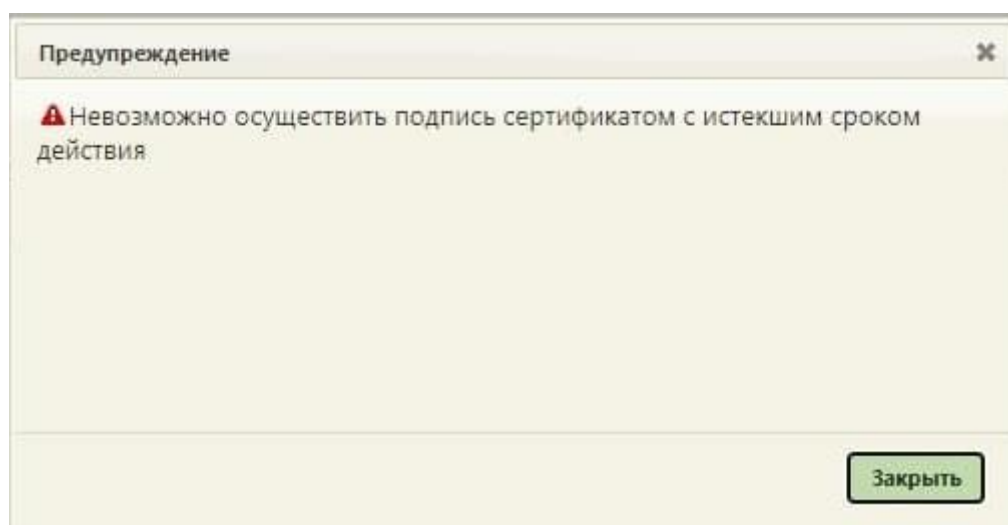 Предупреждение
Невозможно осуществить подпись сертификатом с истекшим сроком
действия
Закрыть